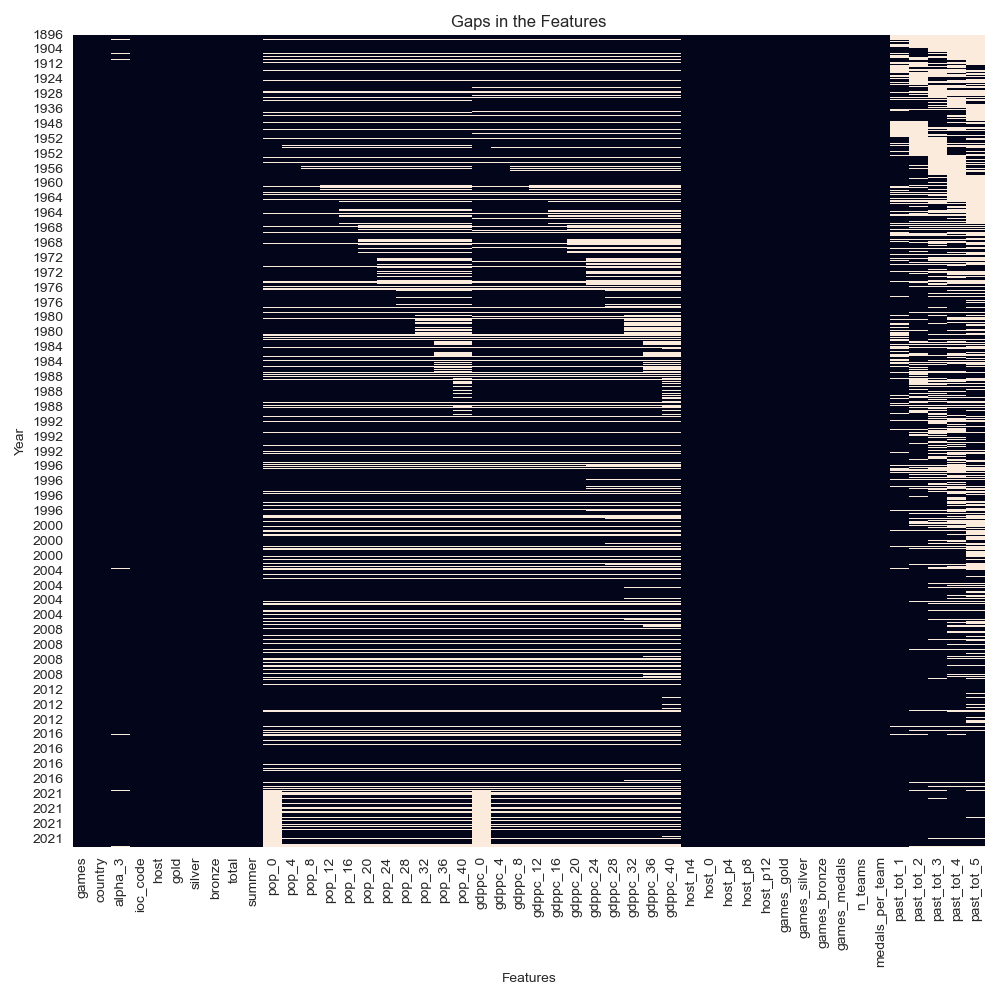 Gaps in the Features
1896
1904
1912
1924
1928
1936
1948
1952
1952
1956
1960
1964
1964
1968
1968
1972
1972
1976
1976
1980
1980
1984
1984
1988
1988
1988
1992
1992
1992
1996
1996
1996
1996
2000
2000
2000
2004
2004
2004
2004
2008
2008
2008
2008
2012
2012
2012
2016
2016
2016
2016
2021
2021
2021
2021
Year
games
country
alpha_3
ioc_code
host
gold
silver
bronze
total
summer
pop_0
pop_4
pop_8
pop_12
pop_16
pop_20
pop_24
pop_28
pop_32
pop_36
pop_40
gdppc_0
gdppc_4
gdppc_8
gdppc_12
gdppc_16
gdppc_20
gdppc_24
gdppc_28
gdppc_32
gdppc_36
gdppc_40
host_n4
host_0
host_p4
host_p8
host_p12
games_gold
games_silver
games_bronze
games_medals
n_teams
medals_per_team
past_tot_1
past_tot_2
past_tot_3
past_tot_4
past_tot_5
Features